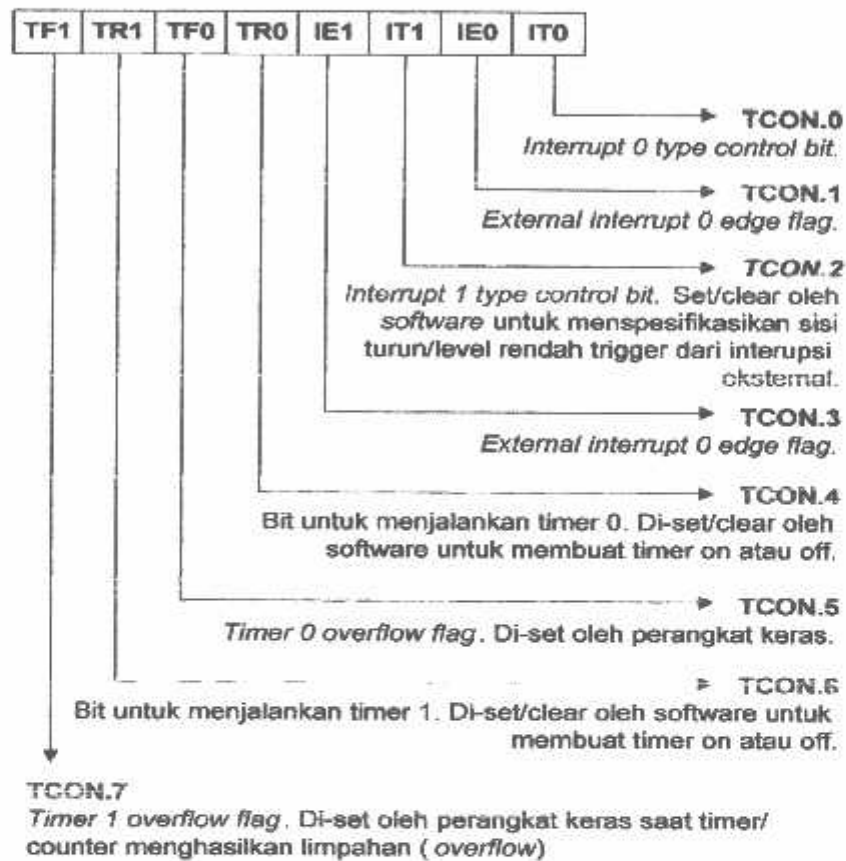 TF1 TR1 TF0 TR0 IE1 IT1 IE0 IT0
TCON.0
Interrupt 0 type control bit.
TCON.1
External interrupt 0 edge flag.
TCON.2
Interrupt 1 type control bit. Set/clear oleh
software untuk menspesifikasikan sisi
turun/level rendah trigger dari interupsi
eksternal.
TCON.3
External interrupt 0 edge flag.
TCON.4
Bit untuk menjalankan timer 0. Di-set/clear oleh
software untuk membuat timer on atau off.
TCON.5
Timer 0 overflow flag. Di-set oleh perangkat keras.
TCON.6
Bit untuk menjalankan timer 1. Di-set/clear oleh software untuk
membuat timer on atau off.
TCON.7
Timer 1 overflow flag. Di-set oleh perangkat keras saat timer/
counter menghasilkan limpahan ( overflow)